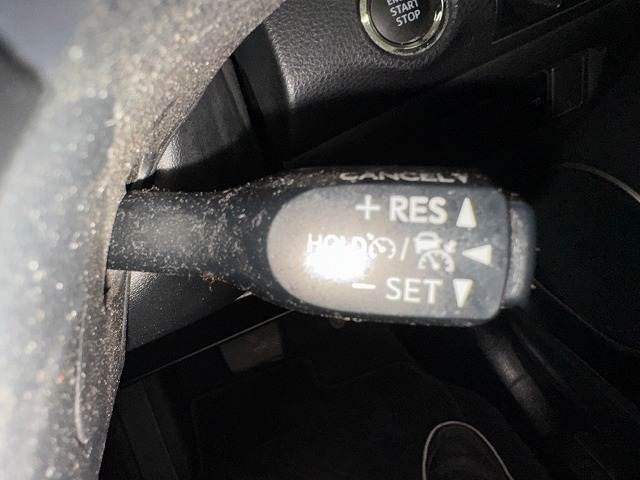 START
STOP
CANCEL
+ RES ▲
HOLD / ◀
− SET ▼